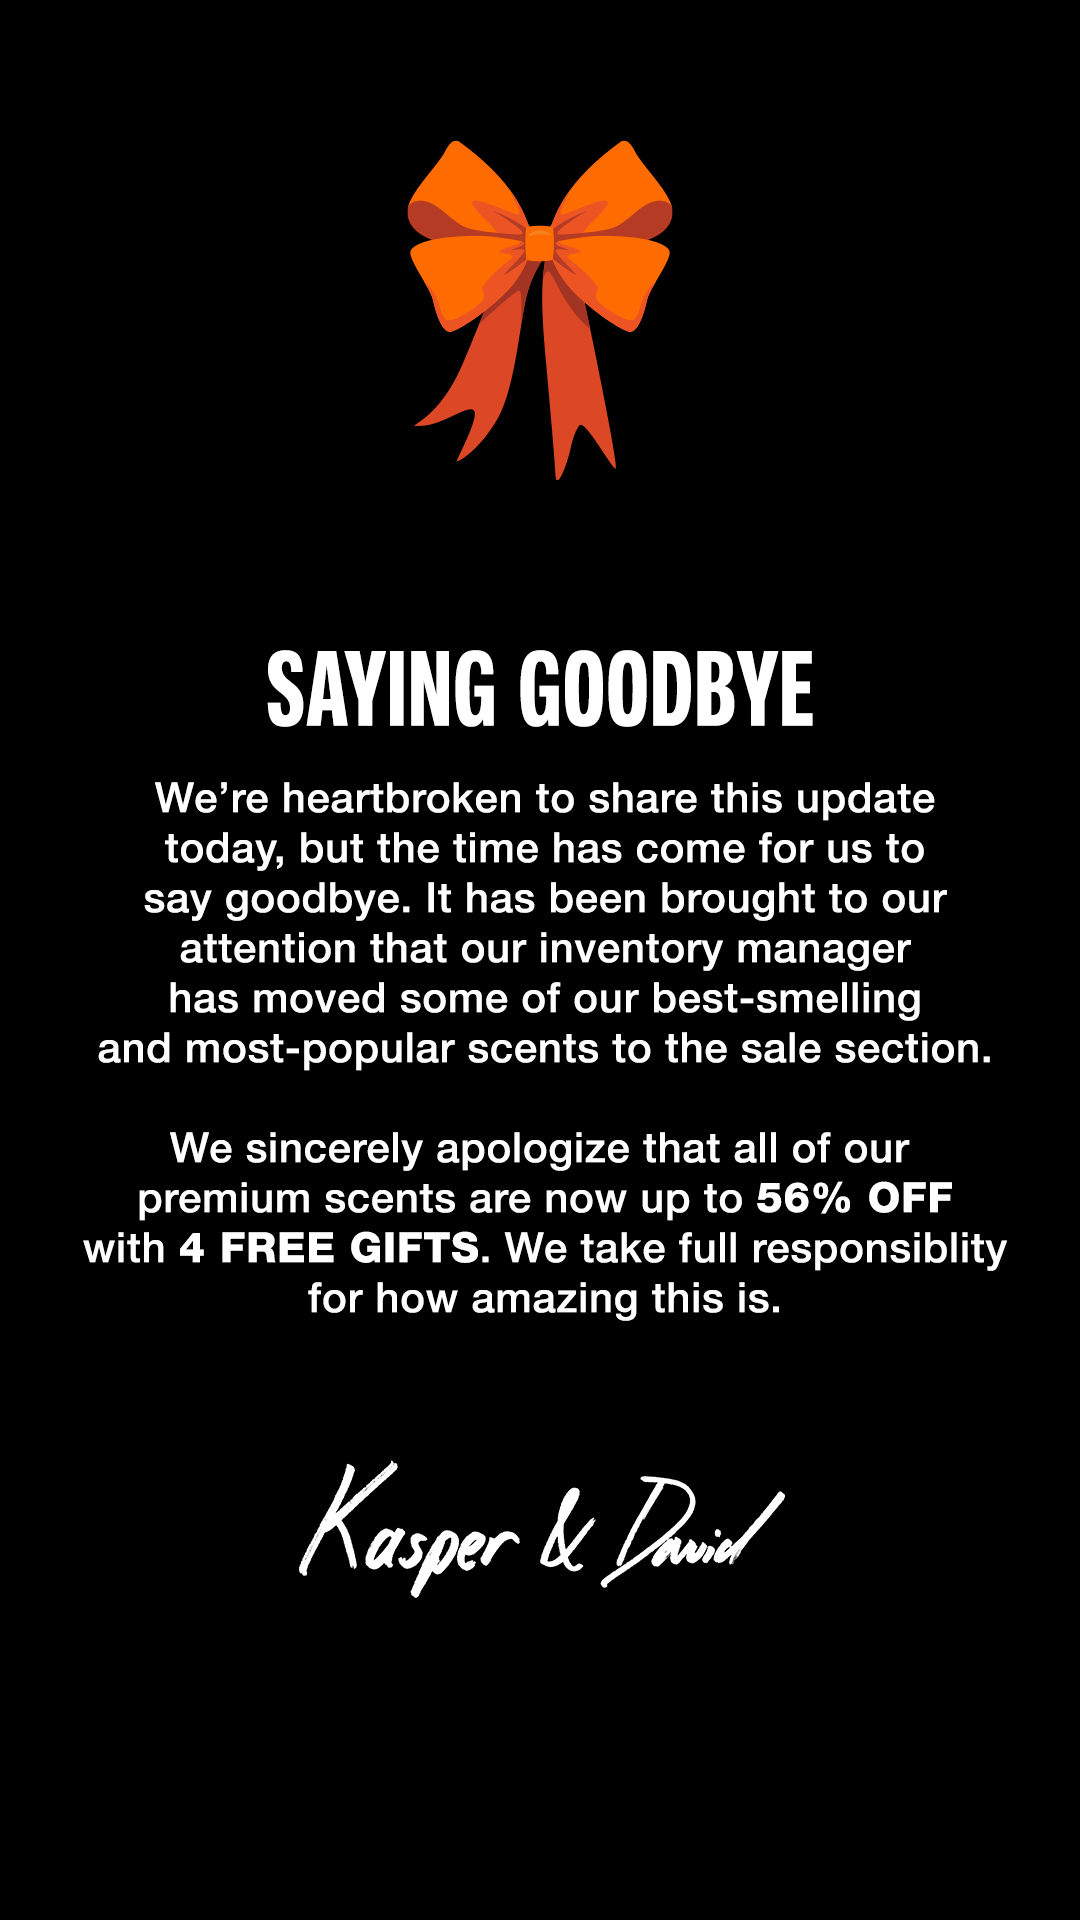 SAYING GOODBYE
We’re heartbroken to share this update
today, but the time has come for us to
say goodbye. It has been brought to our
attention that our inventory manager
has moved some of our best-smelling
and most-popular scents to the sale section.
We sincerely apologize that all of our
premium scents are now up to 56% OFF
with 4 FREE GIFTS. We take full responsiblity
for how amazing this is.
Kasper & David